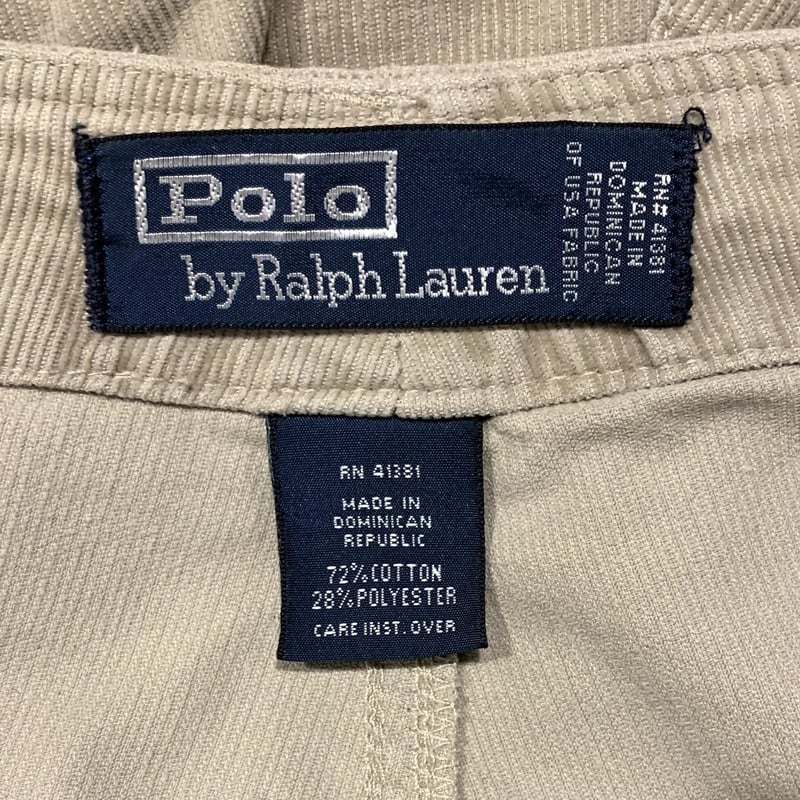 Polo
by Ralph Lauren
RN# 41381
MADE IN
DOMINICAN
REPUBLIC
OF USA FABRIC
RN 41381
MADE IN
DOMINICAN
REPUBLIC
72% COTTON
28% POLYESTER
CARE INST. OVER